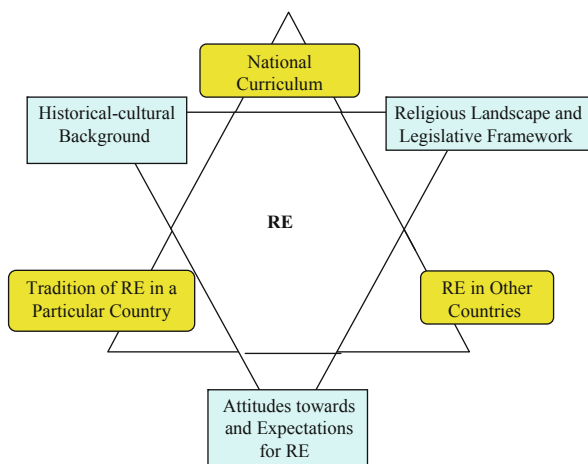 National
Curriculum
Historical-cultural
Background
Religious Landscape and
Legislative Framework
RE
Tradition of RE in a
Particular Country
RE in Other
Countries
Attitudes towards
and Expectations
for RE